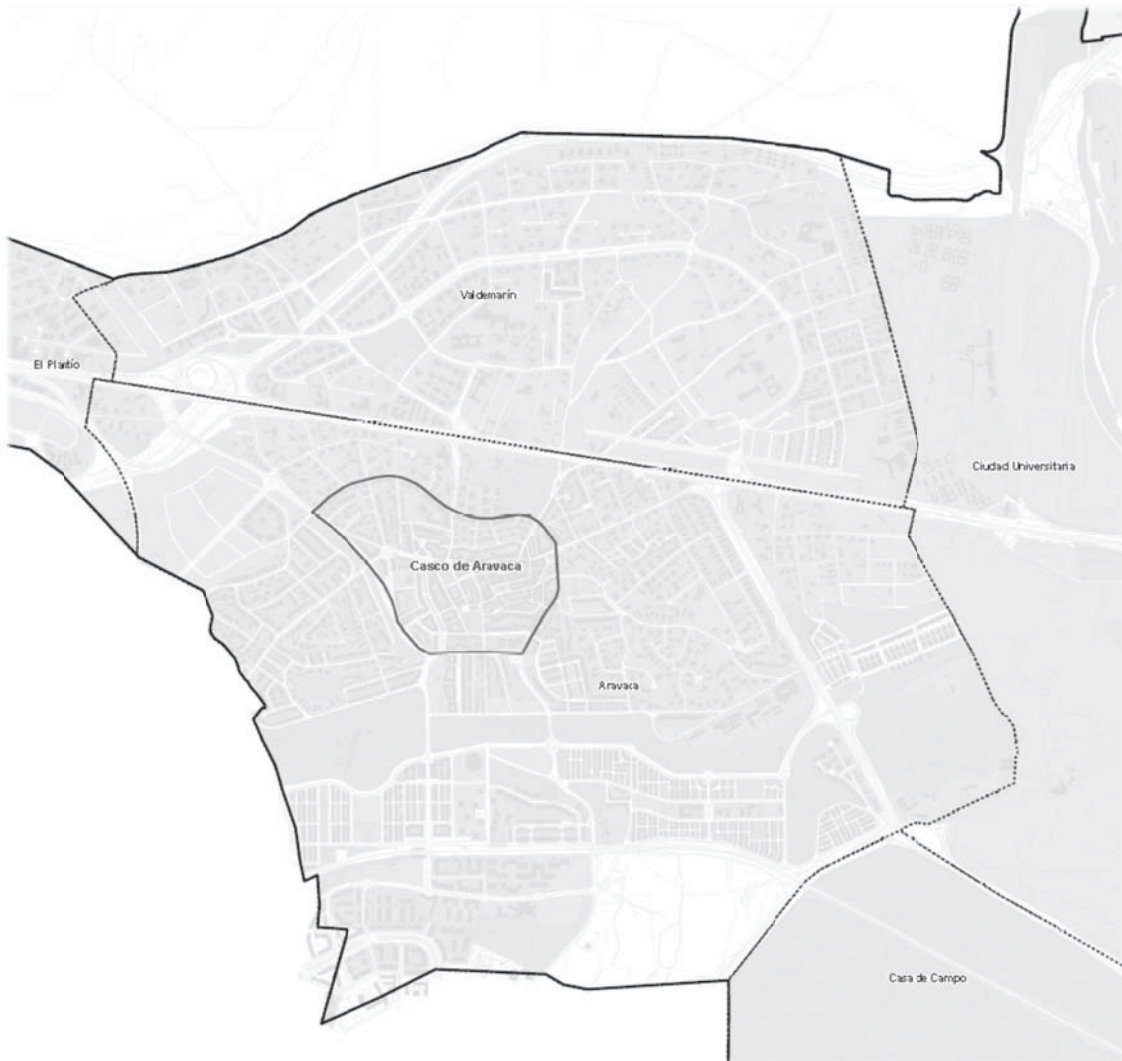 Valdemarín
El Plantío
Ciudad Universitaria
Casco de Aravaca
Aravaca
Casa de Campo